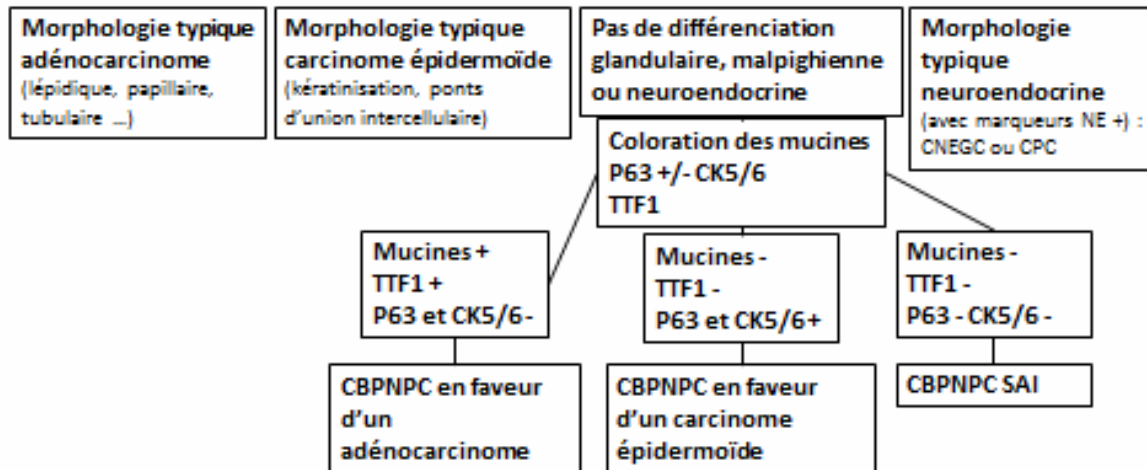 Morphologie typique
adénocarcinome
(lépidique, papillaire,
tubulaire ...)
Morphologie typique
carcinome épidermoïde
(kératinisation, ponts
d'union intercellulaire)
Pas de différenciation
glandulaire, malpighienne
ou neuroendocrine
Morphologie
typique
neuroendocrine
(avec marqueurs NE +) :
CNEGC ou CPC
Coloration des mucines
P63 +/- CK5/6
TTF1
Mucines +
TTF1 +
P63 et CK5/6 -
Mucines -
TTF1 -
P63 et CK5/6+
Mucines -
TTF1 -
P63 - CK5/6 -
CBPNPC en faveur
d'un
adénocarcinome
CBPNPC en faveur
d'un carcinome
épidermoïde
CBPNPC SAI